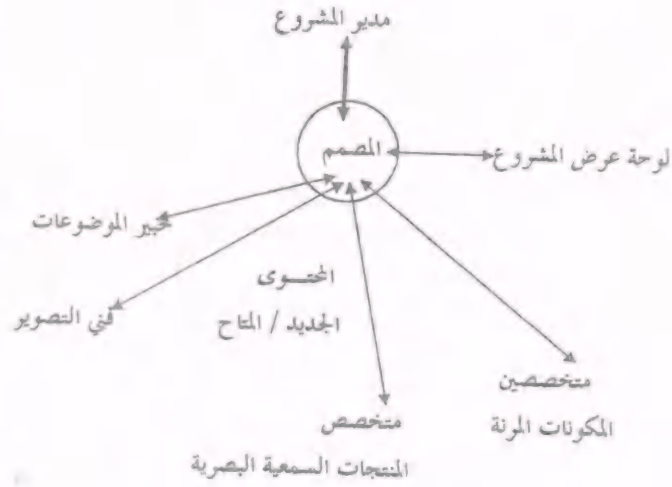 مدير المشروع
المصمم
لوحة عرض المشروع
خبير الموضوعات
المحتــوى
الجديد / المتاح
فني التصوير
متخصصين
المكونات المرنة
متخصص
المنتجات السمعية البصرية